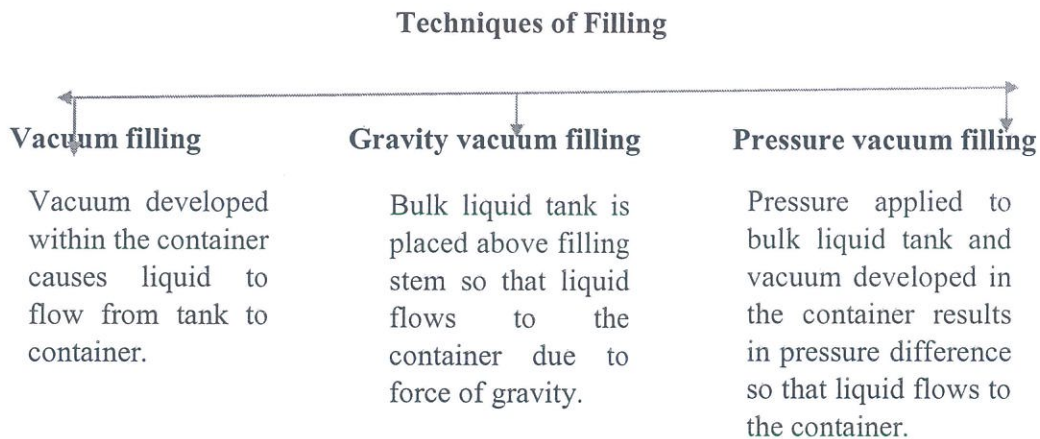 Techniques of Filling
Vacuum filling
Vacuum developed
within the container
causes liquid to
flow from tank to
container.
Gravity vacuum filling
Bulk liquid tank is
placed above filling
stem so that liquid
flows to the
container due to
force of gravity.
Pressure vacuum filling
Pressure applied to
bulk liquid tank and
vacuum developed in
the container results
in pressure difference
so that liquid flows to
the container.